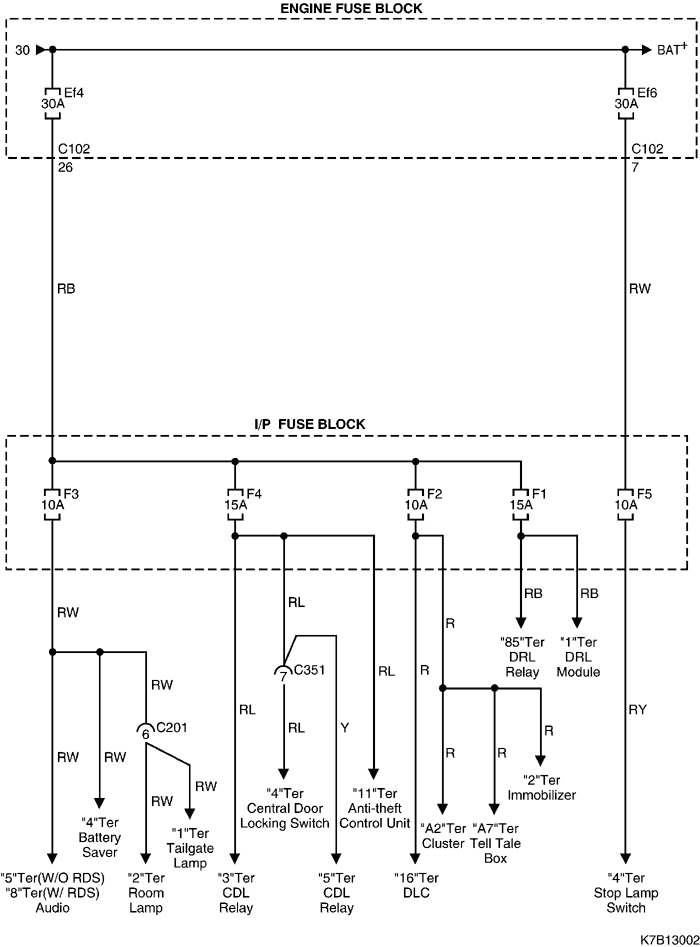 ENGINE FUSE BLOCK
30
BAT+
Ef4
30A
Ef6
30A
C102
26
C102
7
RB
RW
I/P FUSE BLOCK
F3
10A
F4
15A
F2
10A
F1
15A
F5
10A
RW
RL
R
RB
RB
"85"Ter
DRL
Relay
"1"Ter
DRL
Module
RW
C201
6
C351
7
RL
R
RL
RL
Y
RY
R
R
R
RW
RW
RW
RW
"4"Ter
Battery
Saver
"1"Ter
Tailgate
Lamp
"4"Ter
Central Door
Locking Switch
"11"Ter
Anti-theft
Control Unit
"2"Ter
Immobilizer
"A2"Ter
Cluster
"A7"Ter
Tell Tale
Box
"5"Ter(W/O RDS)
"8"Ter(W/ RDS)
Audio
"2"Ter
Room
Lamp
"3"Ter
CDL
Relay
"5"Ter
CDL
Relay
"16"Ter
DLC
"4"Ter
Stop Lamp
Switch
K7B13002